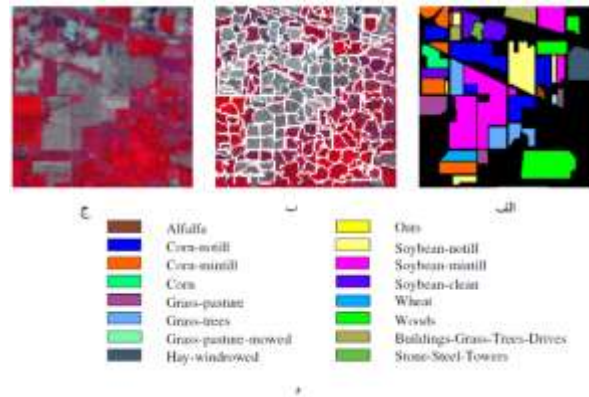 ج ب الف
Alfalfa
Corn-notill
Corn-mintill
Corn
Grass-pasture
Grass-trees
Grass-pasture-mowed
Hay-windrowed
Oats
Soybean-notill
Soybean-mintill
Soybean-clean
Wheat
Woods
Buildings-Grass-Trees-Drives
Stone-Steel-Towers
د